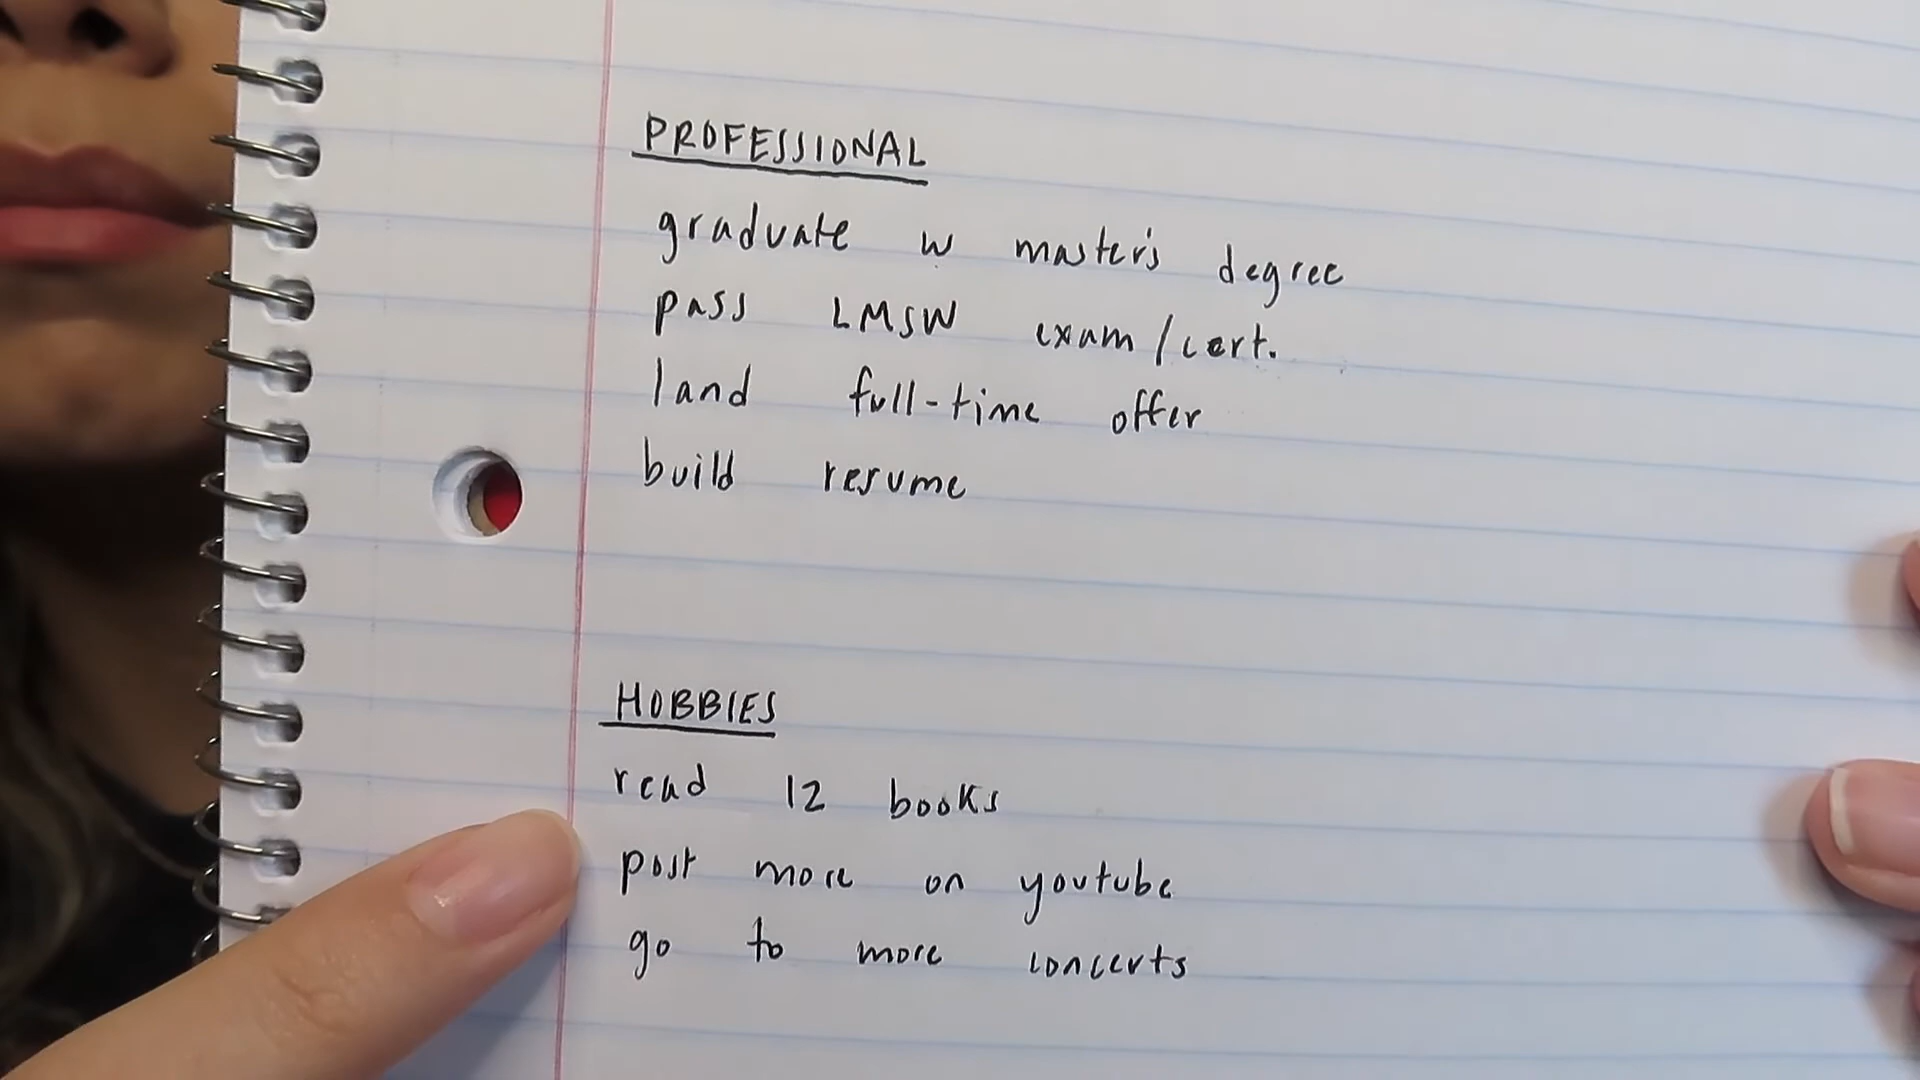 PROFESSIONAL
graduate w master's degree
pass LMSW exam/cert.
land full-time offer
build resume
HOBBIES
read 12 books
post more on youtube
go to more concerts